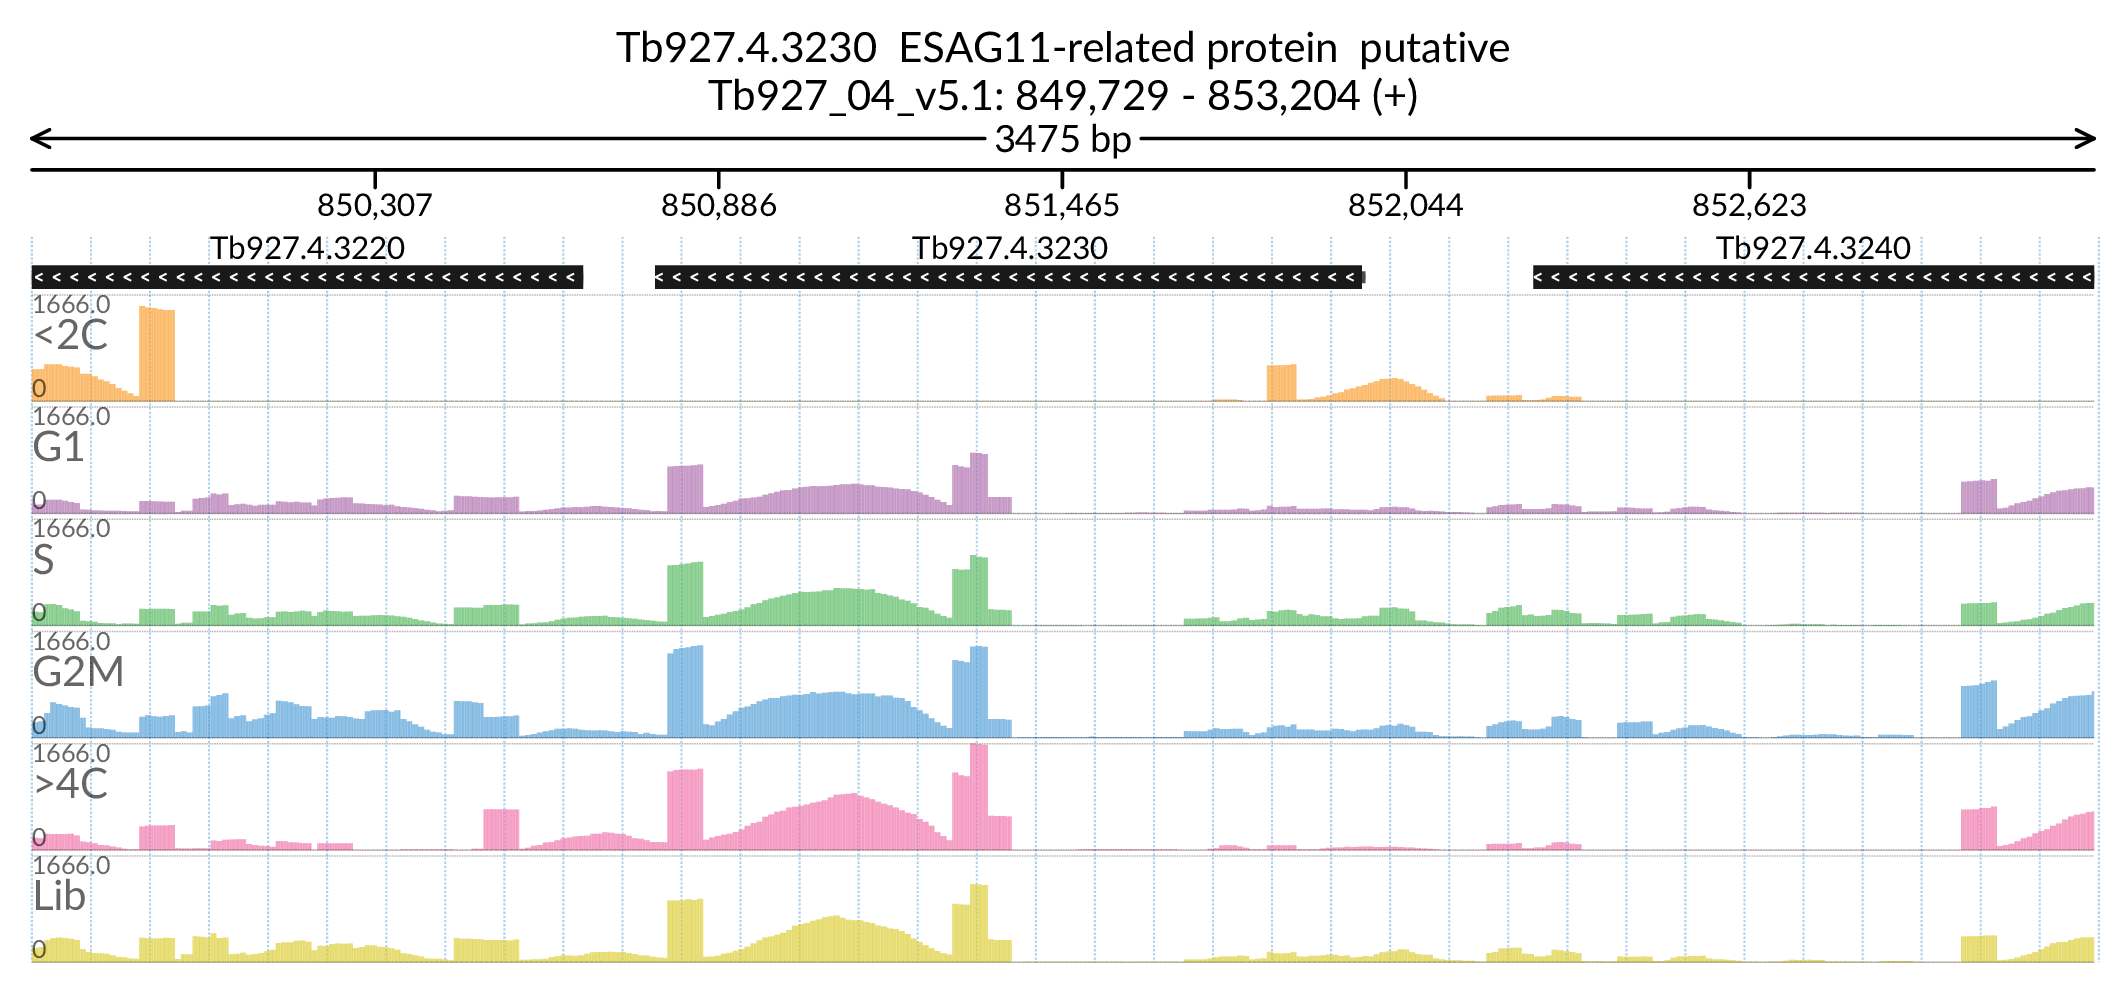 Tb927.4.3230 ESAG11-related protein putative
Tb927_04_v5.1: 849,729 - 853,204 (+)
3475 bp
850,307 850,886 851,465 852,044 852,623
Tb927.4.3220 Tb927.4.3230 Tb927.4.3240
1666.0
<2C
0
1666.0
G1
0
1666.0
S
0
1666.0
G2M
0
1666.0
>4C
0
1666.0
Lib
0